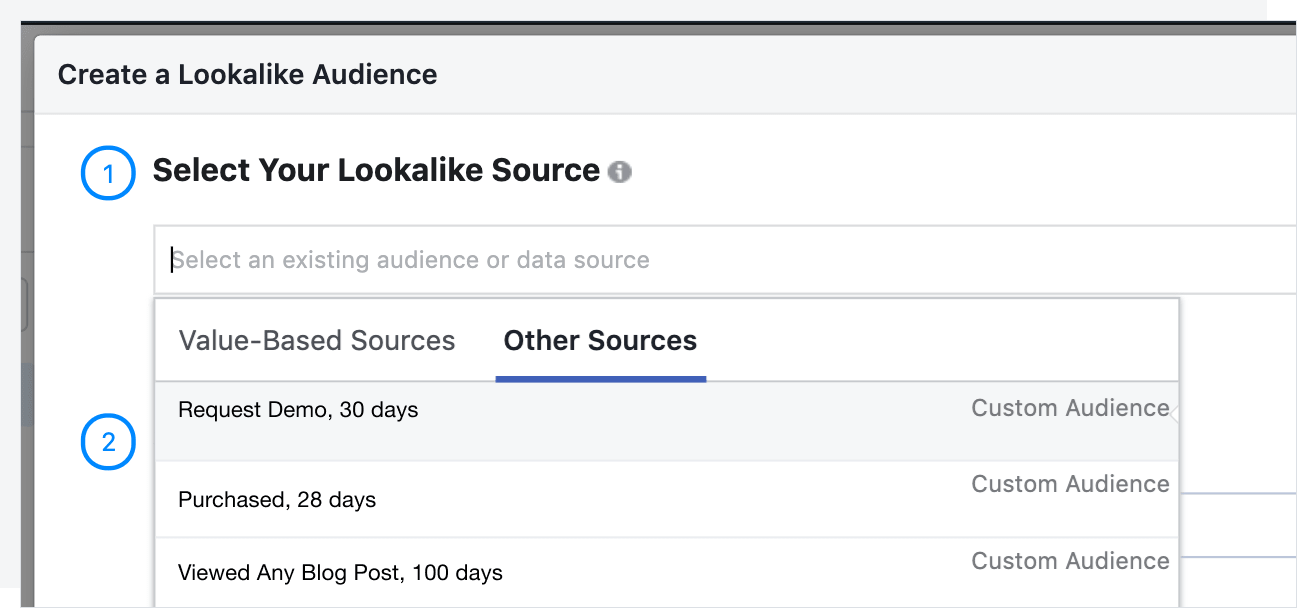 Create a Lookalike Audience
1 Select Your Lookalike Source i
Select an existing audience or data source
Value-Based Sources Other Sources
Request Demo, 30 days Custom Audience
2
Purchased, 28 days Custom Audience
Viewed Any Blog Post, 100 days Custom Audience